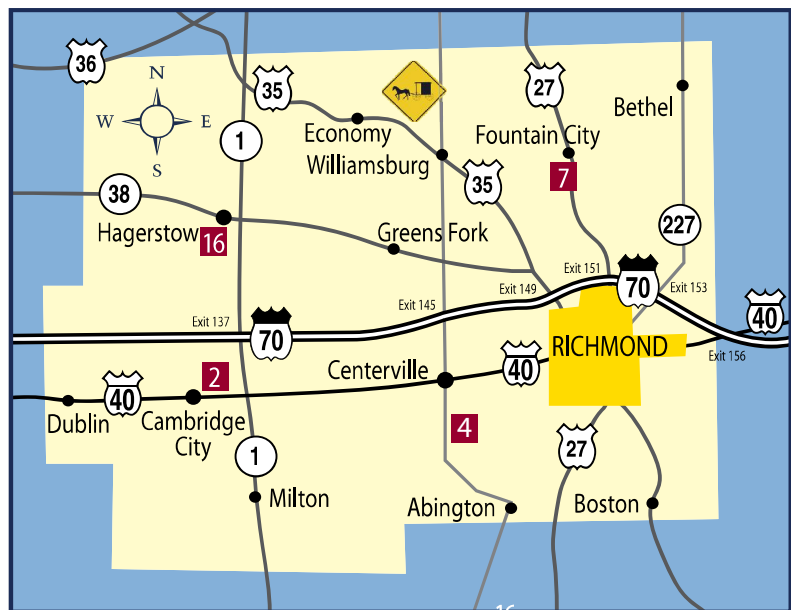 36
N
W
E
S
35
1
27
Bethel
Economy
Fountain City
Williamsburg
7
35
38
Hagerstow
16
Greens Fork
227
Exit 151
70
Exit 149
Exit 153
Exit 145
Exit 137
70
40
RICHMOND
Exit 156
Centerville
40
2
40
Dublin
Cambridge
City
4
1
27
Milton
Abington
Boston
16